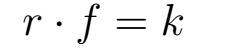 r · f = k